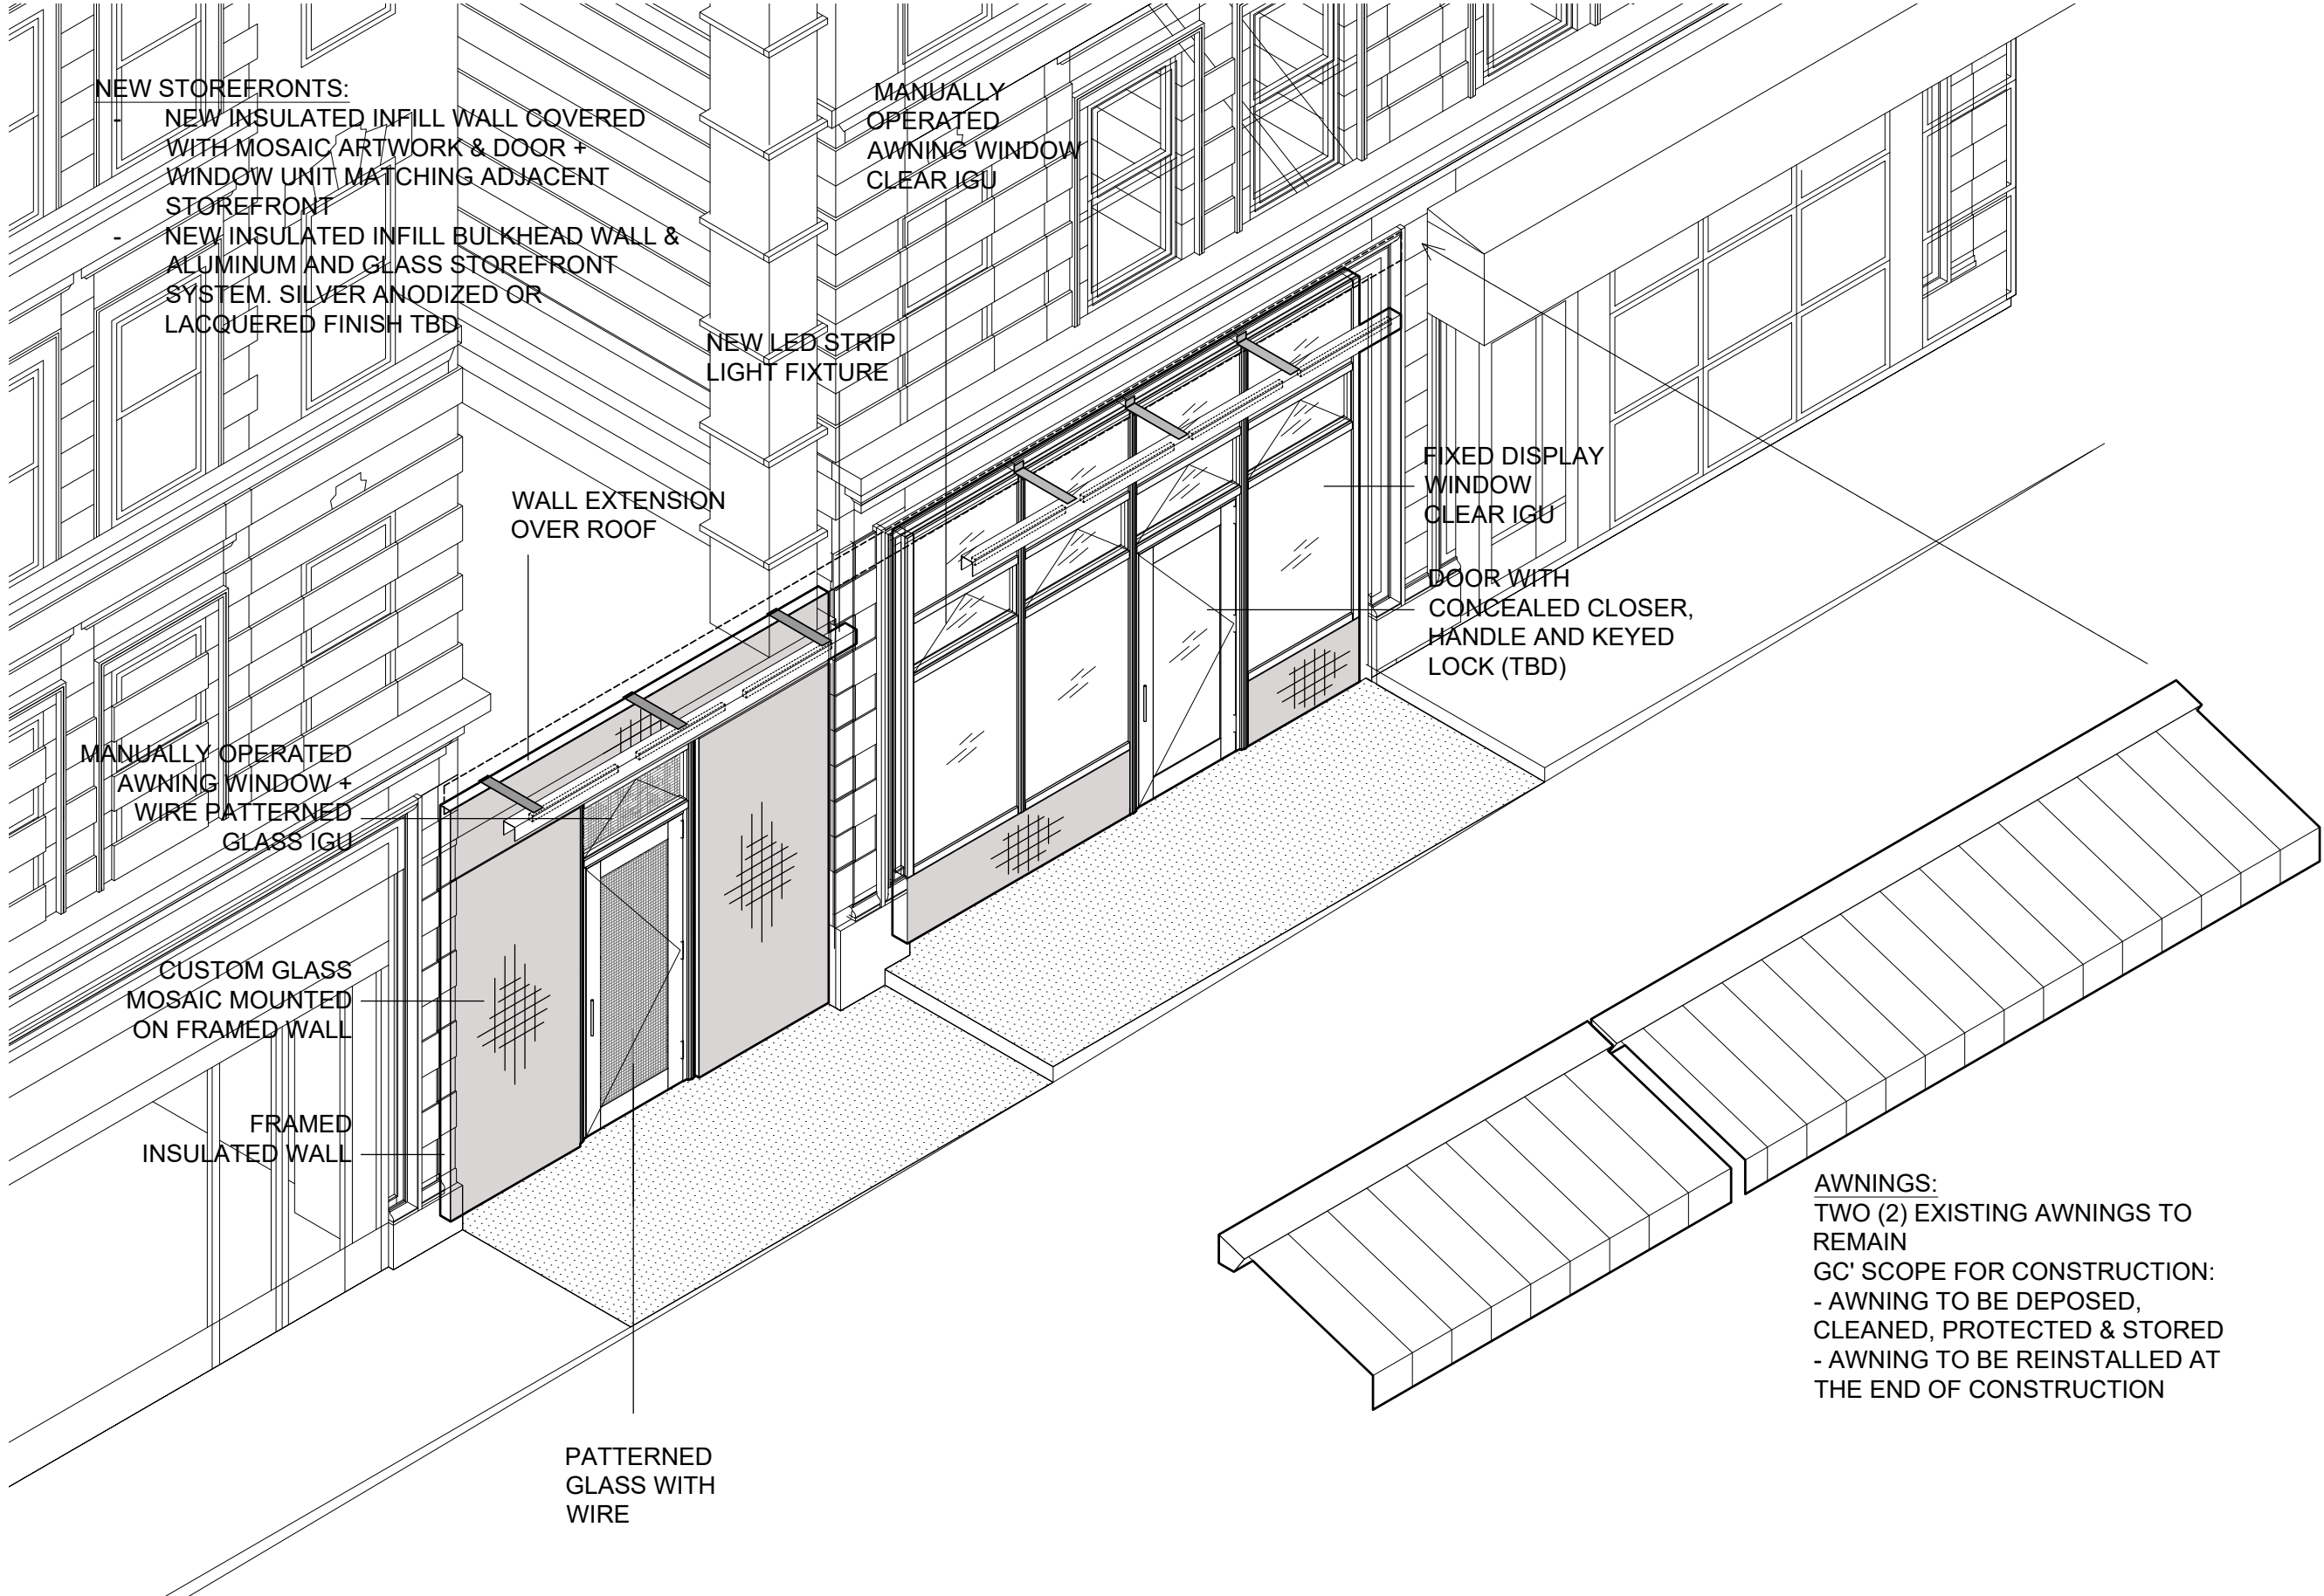 NEW STOREFRONTS:
- NEW INSULATED INFILL WALL COVERED
WITH MOSAIC ARTWORK & DOOR +
WINDOW UNIT MATCHING ADJACENT
STOREFRONT
- NEW INSULATED INFILL BULKHEAD WALL &
ALUMINUM AND GLASS STOREFRONT
SYSTEM. SILVER ANODIZED OR
LACQUERED FINISH TBD
MANUALLY
OPERATED
AWNING WINDOW
CLEAR IGU
NEW LED STRIP
LIGHT FIXTURE
WALL EXTENSION
OVER ROOF
FIXED DISPLAY
WINDOW
CLEAR IGU
DOOR WITH
CONCEALED CLOSER,
HANDLE AND KEYED
LOCK (TBD)
MANUALLY OPERATED
AWNING WINDOW +
WIRE PATTERNED
GLASS IGU
CUSTOM GLASS
MOSAIC MOUNTED
ON FRAMED WALL
FRAMED
INSULATED WALL
PATTERNED
GLASS WITH
WIRE
AWNINGS:
TWO (2) EXISTING AWNINGS TO
REMAIN
GC' SCOPE FOR CONSTRUCTION:
- AWNING TO BE DEPOSED,
CLEANED, PROTECTED & STORED
- AWNING TO BE REINSTALLED AT
THE END OF CONSTRUCTION